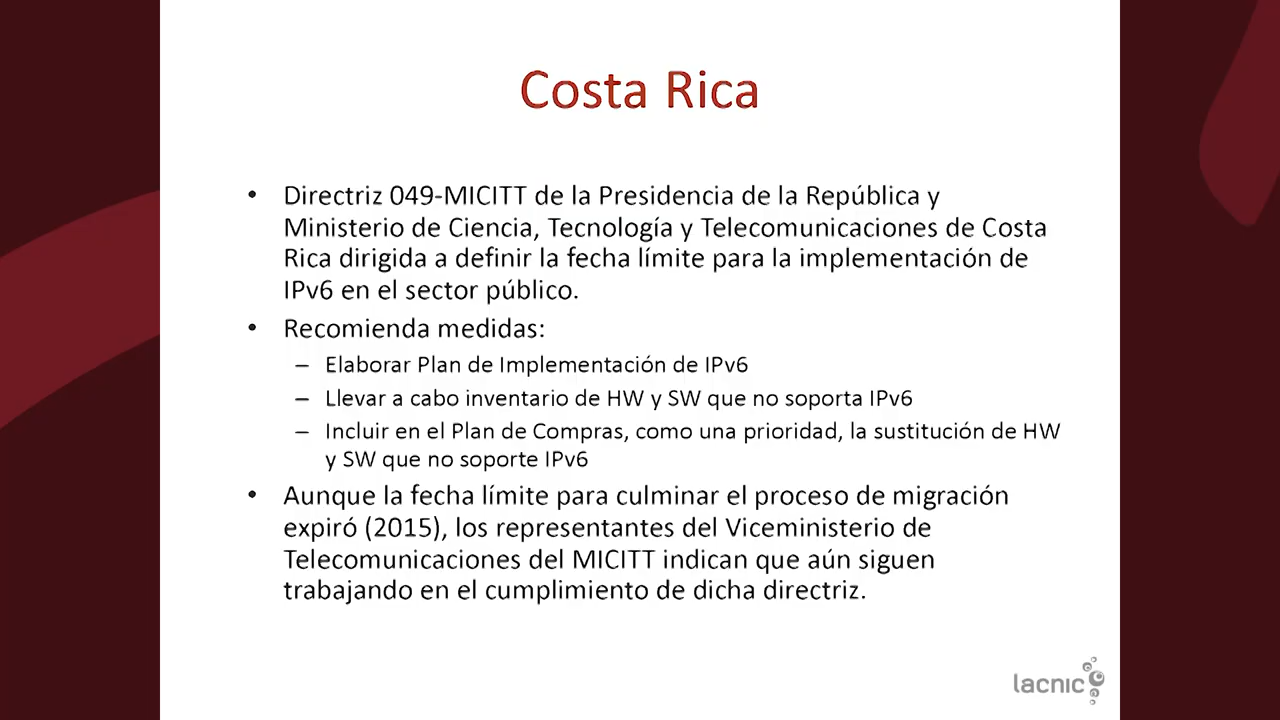 Costa Rica
• Directriz 049-MICITT de la Presidencia de la República y
Ministerio de Ciencia, Tecnología y Telecomunicaciones de Costa
Rica dirigida a definir la fecha límite para la implementación de
IPv6 en el sector público.
• Recomienda medidas:
– Elaborar Plan de Implementación de IPv6
– Llevar a cabo inventario de HW y SW que no soporta IPv6
– Incluir en el Plan de Compras, como una prioridad, la sustitución de HW
y SW que no soporte IPv6
• Aunque la fecha límite para culminar el proceso de migración
expiró (2015), los representantes del Viceministerio de
Telecomunicaciones del MICITT indican que aún siguen
trabajando en el cumplimiento de dicha directriz.
lacnic